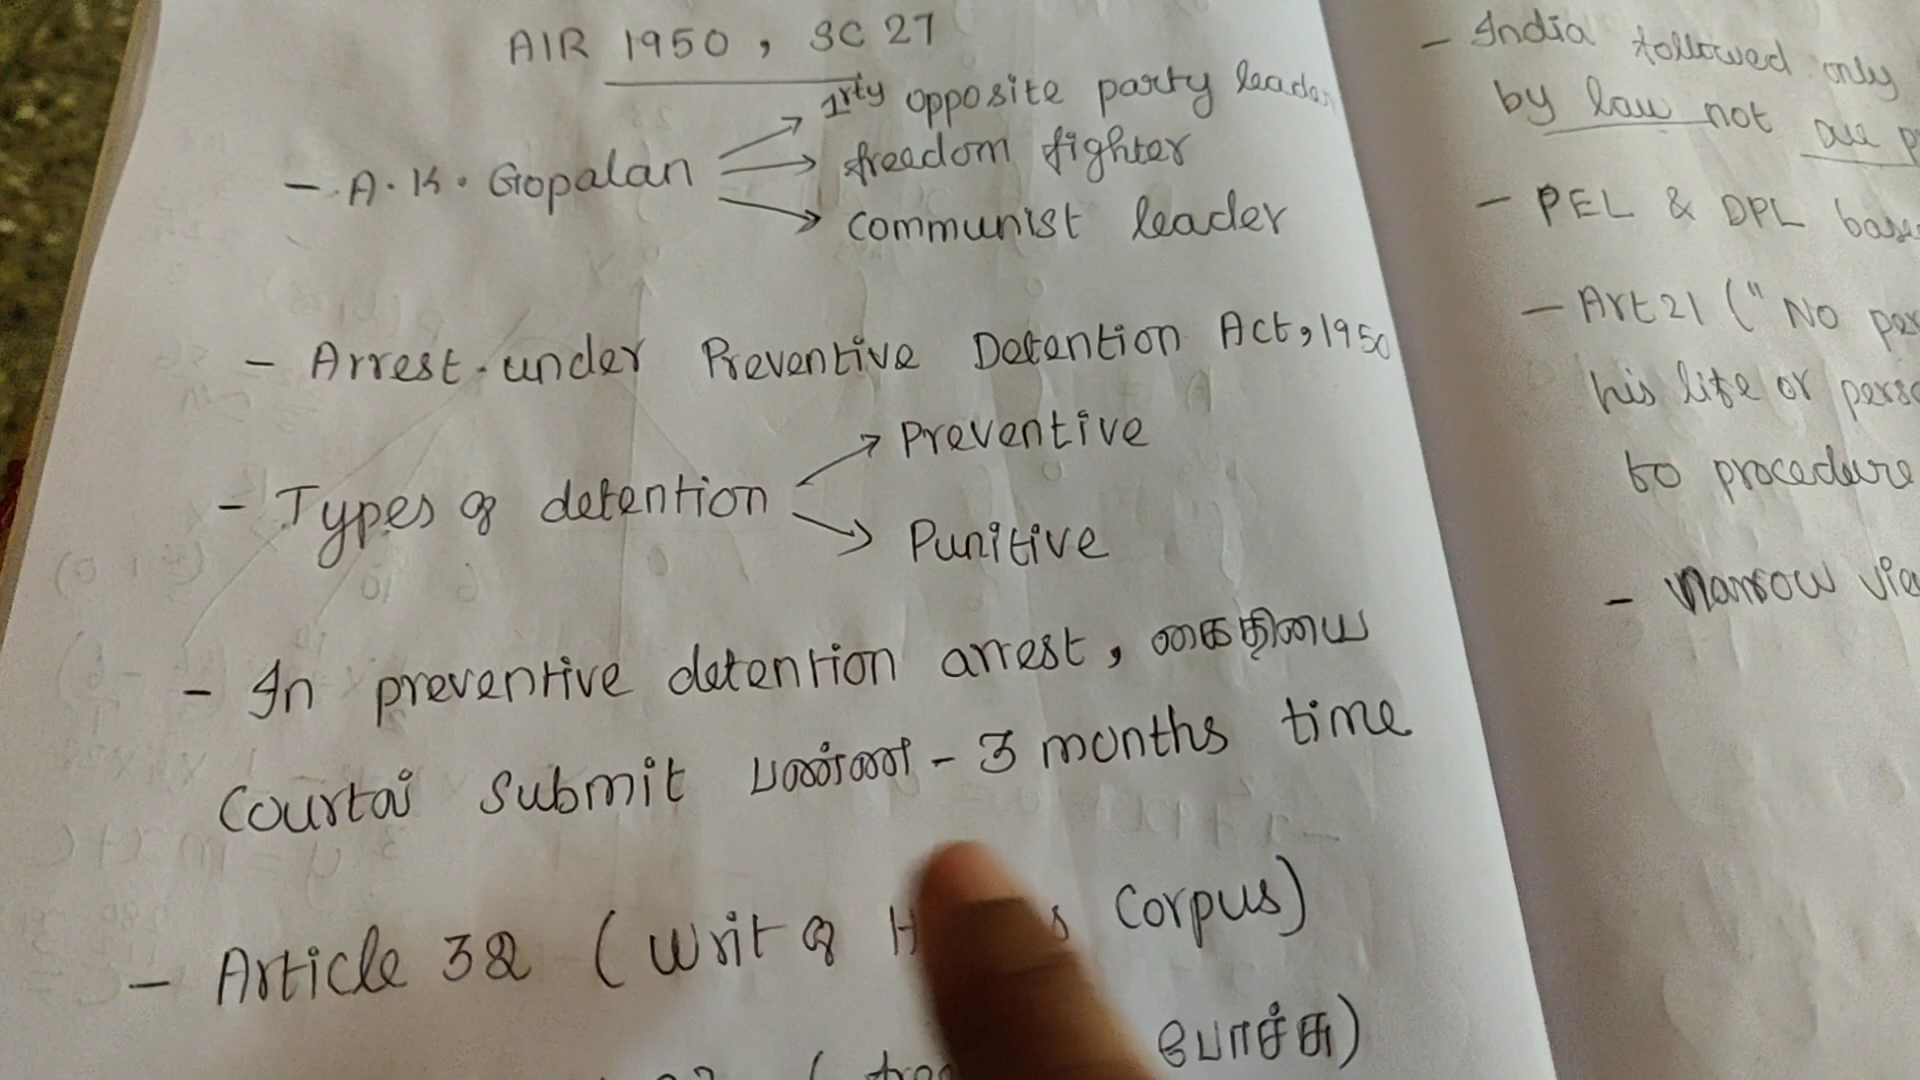 AIR 1950, SC 27
1rty opposite party leader
- A.K. Gopalan
freedom fighter
communist leader
- Arrest under Preventive Detention Act, 1950
Preventive
- Types of detention
Punitive
- In preventive detention arrest, கைதியை
Courtல் submit பண்ண - 3 months time
- Article 32 (Writ of Corpus)
போச்சு)
- India followed only
by law not
- PEL & DPL
- Art 21 ("No
his life or
to procedure
- Narrow